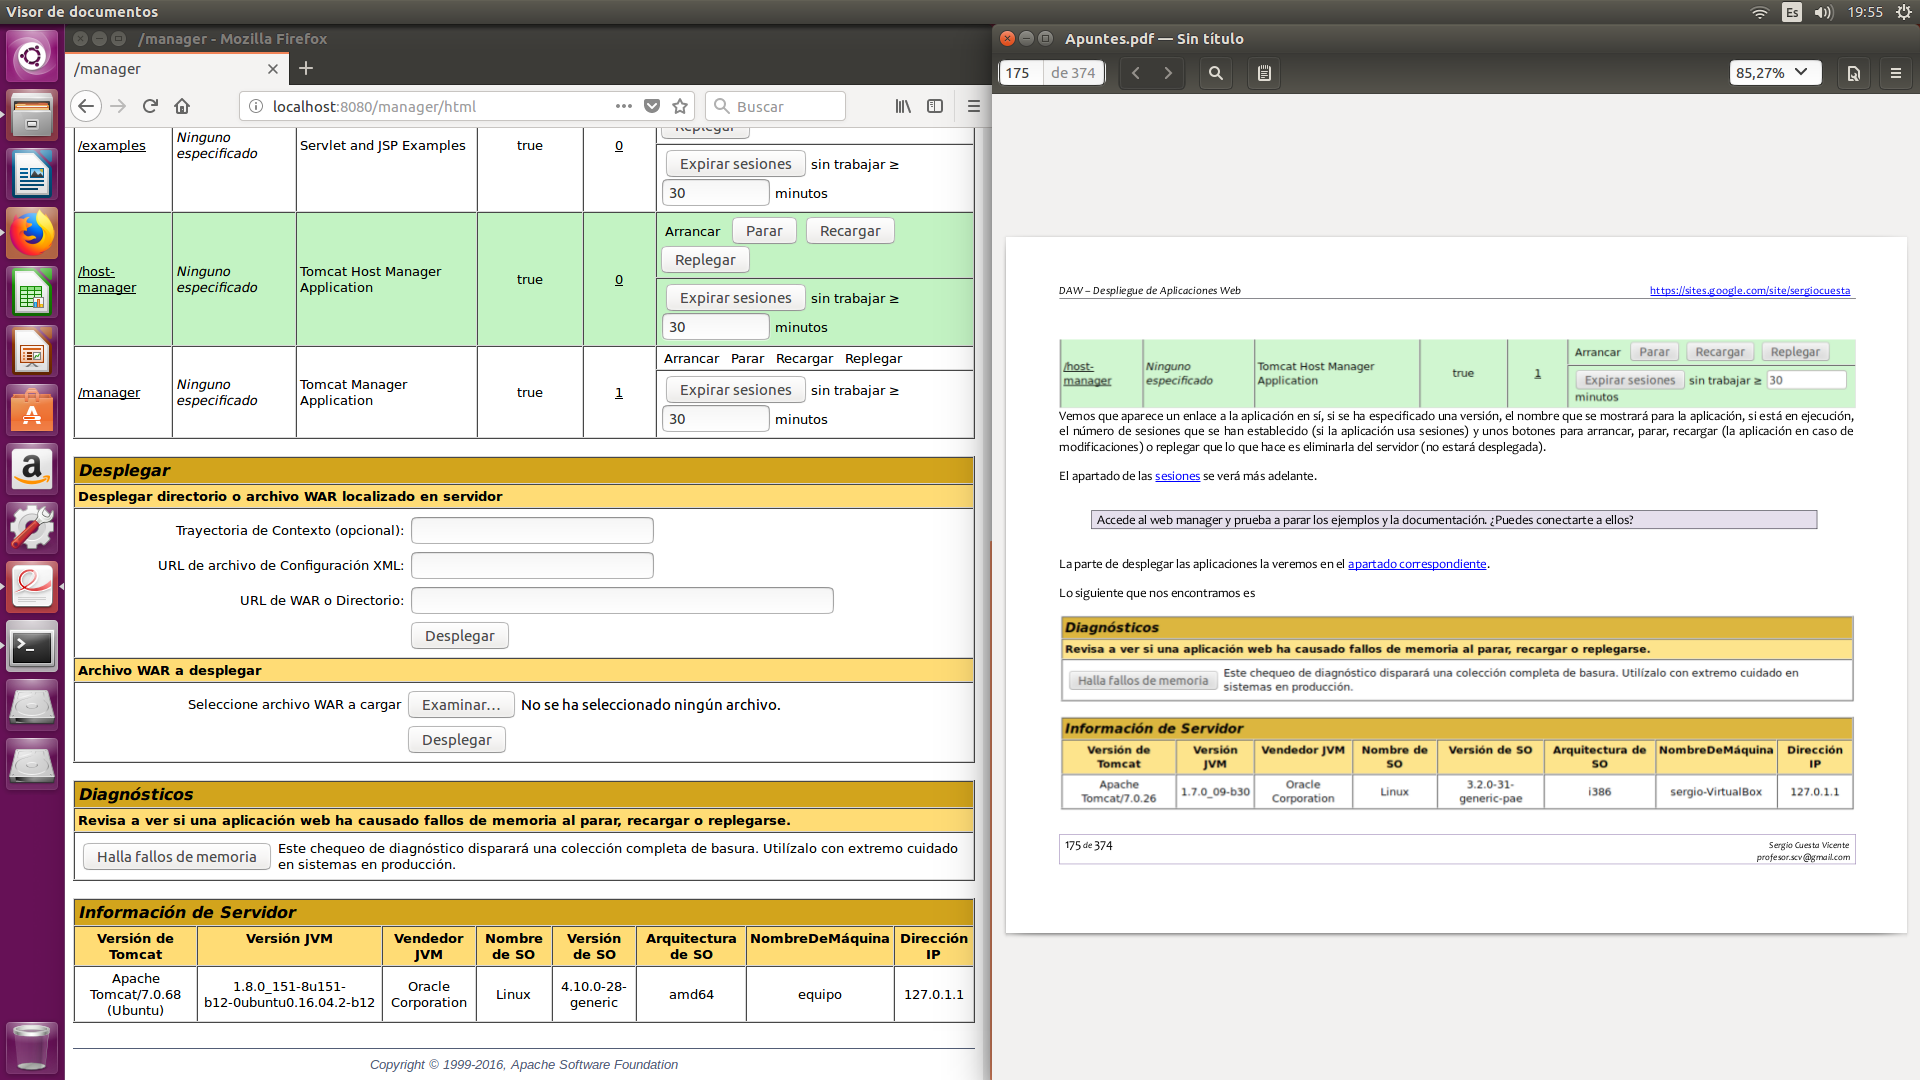 Visor de documentos
Es
19:55
/manager - Mozilla Firefox
/manager
localhost:8080/manager/html
Buscar
/examples
Ninguno especificado
Servlet and JSP Examples
true
0
Replegar
Expirar sesiones sin trabajar ≥
30 minutos
/host-manager
Ninguno especificado
Tomcat Host Manager Application
true
0
Arrancar Parar Recargar
Replegar
Expirar sesiones sin trabajar ≥
30 minutos
/manager
Ninguno especificado
Tomcat Manager Application
true
1
Arrancar Parar Recargar Replegar
Expirar sesiones sin trabajar ≥
30 minutos
Desplegar
Desplegar directorio o archivo WAR localizado en servidor
Trayectoria de Contexto (opcional):
URL de archivo de Configuración XML:
URL de WAR o Directorio:
Desplegar
Archivo WAR a desplegar
Seleccione archivo WAR a cargar Examinar... No se ha seleccionado ningún archivo.
Desplegar
Diagnósticos
Revisa a ver si una aplicación web ha causado fallos de memoria al parar, recargar o replegarse.
Halla fallos de memoria
Este chequeo de diagnóstico disparará una colección completa de basura. Utilízalo con extremo cuidado
en sistemas en producción.
Información de Servidor
Versión de Tomcat
Versión JVM
Vendedor JVM
Nombre de SO
Versión de SO
Arquitectura de SO
NombreDeMáquina
Dirección IP
Apache Tomcat/7.0.68 (Ubuntu)
1.8.0_151-8u151-b12-0ubuntu0.16.04.2-b12
Oracle Corporation
Linux
4.10.0-28-generic
amd64
equipo
127.0.1.1
Copyright © 1999-2016, Apache Software Foundation
Apuntes.pdf — Sin título
175 de 374
85,27%
DAW – Despliegue de Aplicaciones Web
https://sites.google.com/site/sergiocuesta
/host-manager
Ninguno especificado
Tomcat Host Manager Application
true
1
Arrancar Parar Recargar Replegar
Expirar sesiones sin trabajar ≥ 30
minutos
Vemos que aparece un enlace a la aplicación en sí, si se ha especificado una versión, el nombre que se mostrará para la aplicación, si está en ejecución,
el número de sesiones que se han establecido (si la aplicación usa sesiones) y unos botones para arrancar, parar, recargar (la aplicación en caso de
modificaciones) o replegar que lo que hace es eliminarla del servidor (no estará desplegada).
El apartado de las sesiones se verá más adelante.
Accede al web manager y prueba a parar los ejemplos y la documentación. ¿Puedes conectarte a ellos?
La parte de desplegar las aplicaciones la veremos en el apartado correspondiente.
Lo siguiente que nos encontramos es
Diagnósticos
Revisa a ver si una aplicación web ha causado fallos de memoria al parar, recargar o replegarse.
Halla fallos de memoria
Este chequeo de diagnóstico disparará una colección completa de basura. Utilízalo con extremo cuidado en
sistemas en producción.
Información de Servidor
Versión de Tomcat
Versión JVM
Vendedor JVM
Nombre de SO
Versión de SO
Arquitectura de SO
NombreDeMáquina
Dirección IP
Apache Tomcat/7.0.26
1.7.0_09-b30
Oracle Corporation
Linux
3.2.0-31-generic-pae
i386
sergio-VirtualBox
127.0.1.1
175 de 374
Sergio Cuesta Vicente
profesor.scv@gmail.com